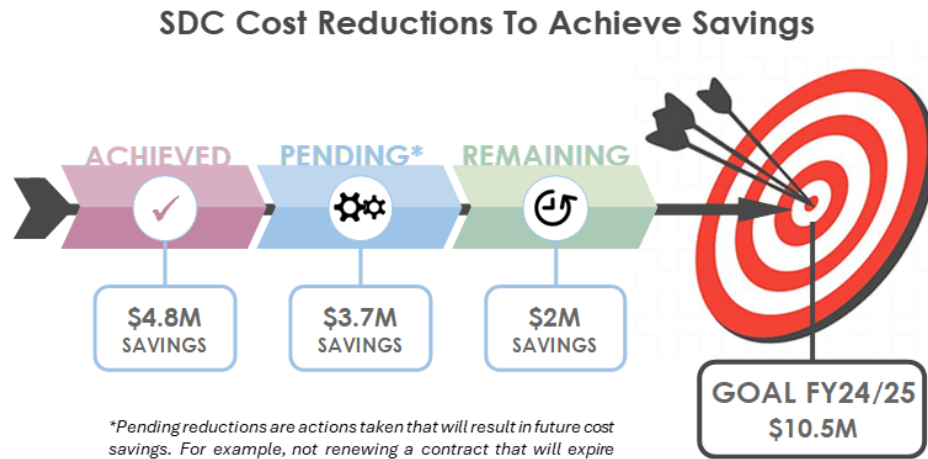 SDC Cost Reductions To Achieve Savings
ACHIEVED
PENDING*
REMAINING
$4.8M
SAVINGS
$3.7M
SAVINGS
$2M
SAVINGS
GOAL FY24/25
$10.5M
*Pending reductions are actions taken that will result in future cost
savings. For example, not renewing a contract that will expire